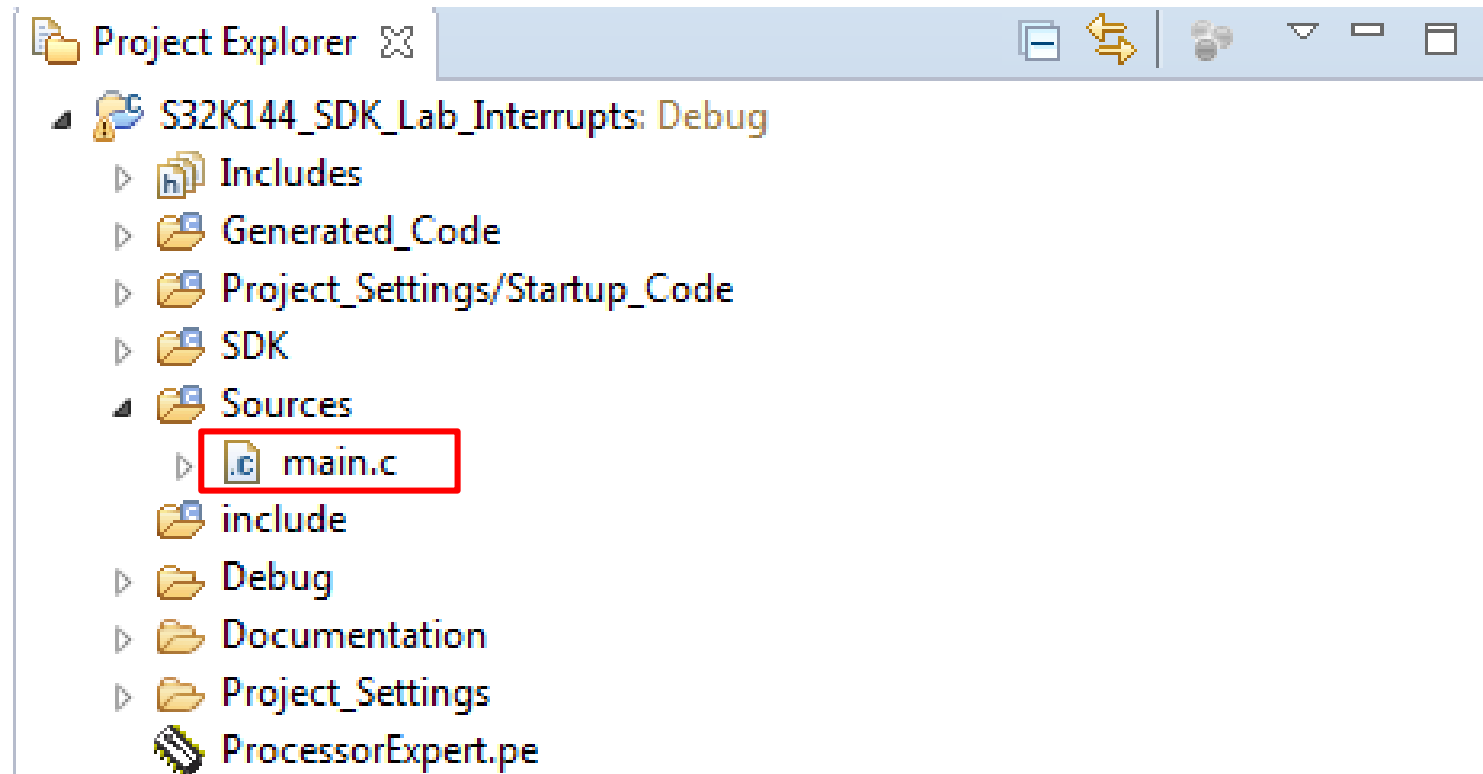 Project Explorer
S32K144_SDK_Lab_Interrupts: Debug
Includes
Generated_Code
Project_Settings/Startup_Code
SDK
Sources
main.c
include
Debug
Documentation
Project_Settings
ProcessorExpert.pe